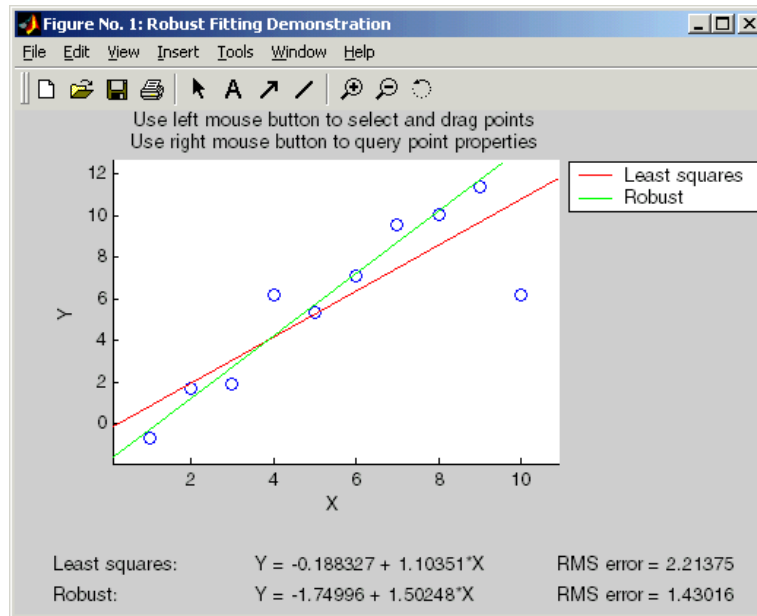 Figure No. 1: Robust Fitting Demonstration
File Edit View Insert Tools Window Help
A
Use left mouse button to select and drag points
Use right mouse button to query point properties
Least squares
Robust
12
10
8
6
4
2
0
Y
2 4 6 8 10
X
Least squares: Y = -0.188327 + 1.10351*X RMS error = 2.21375
Robust: Y = -1.74996 + 1.50248*X RMS error = 1.43016